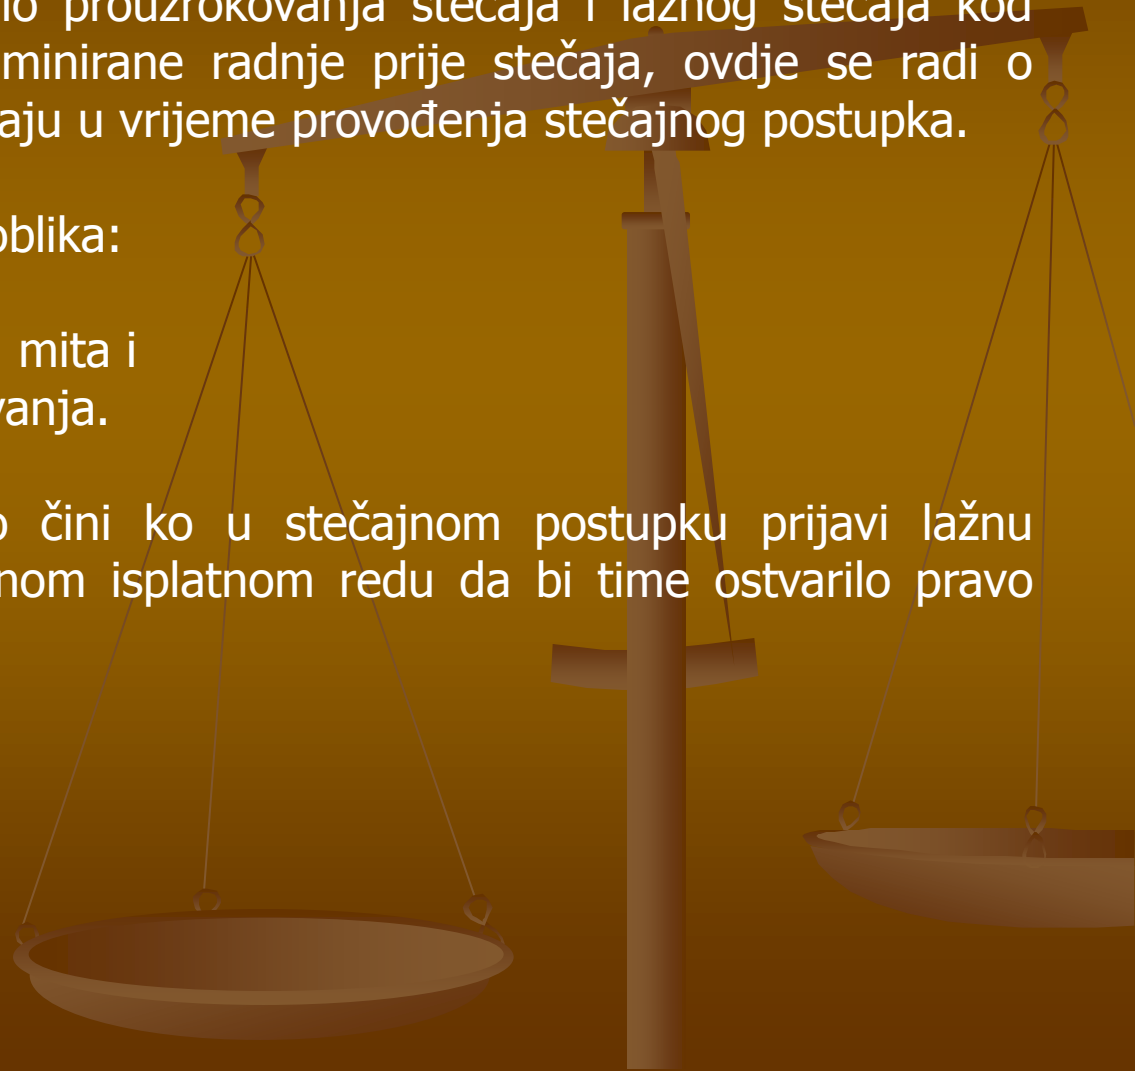 lo prouzrokovanja stečaja i lažnog stečaja kod
minirane radnje prije stečaja, ovdje se radi o
aju u vrijeme provođenja stečajnog postupka.
oblika:
mita i
vanja.
o čini ko u stečajnom postupku prijavi lažnu
nom isplatnom redu da bi time ostvarilo pravo